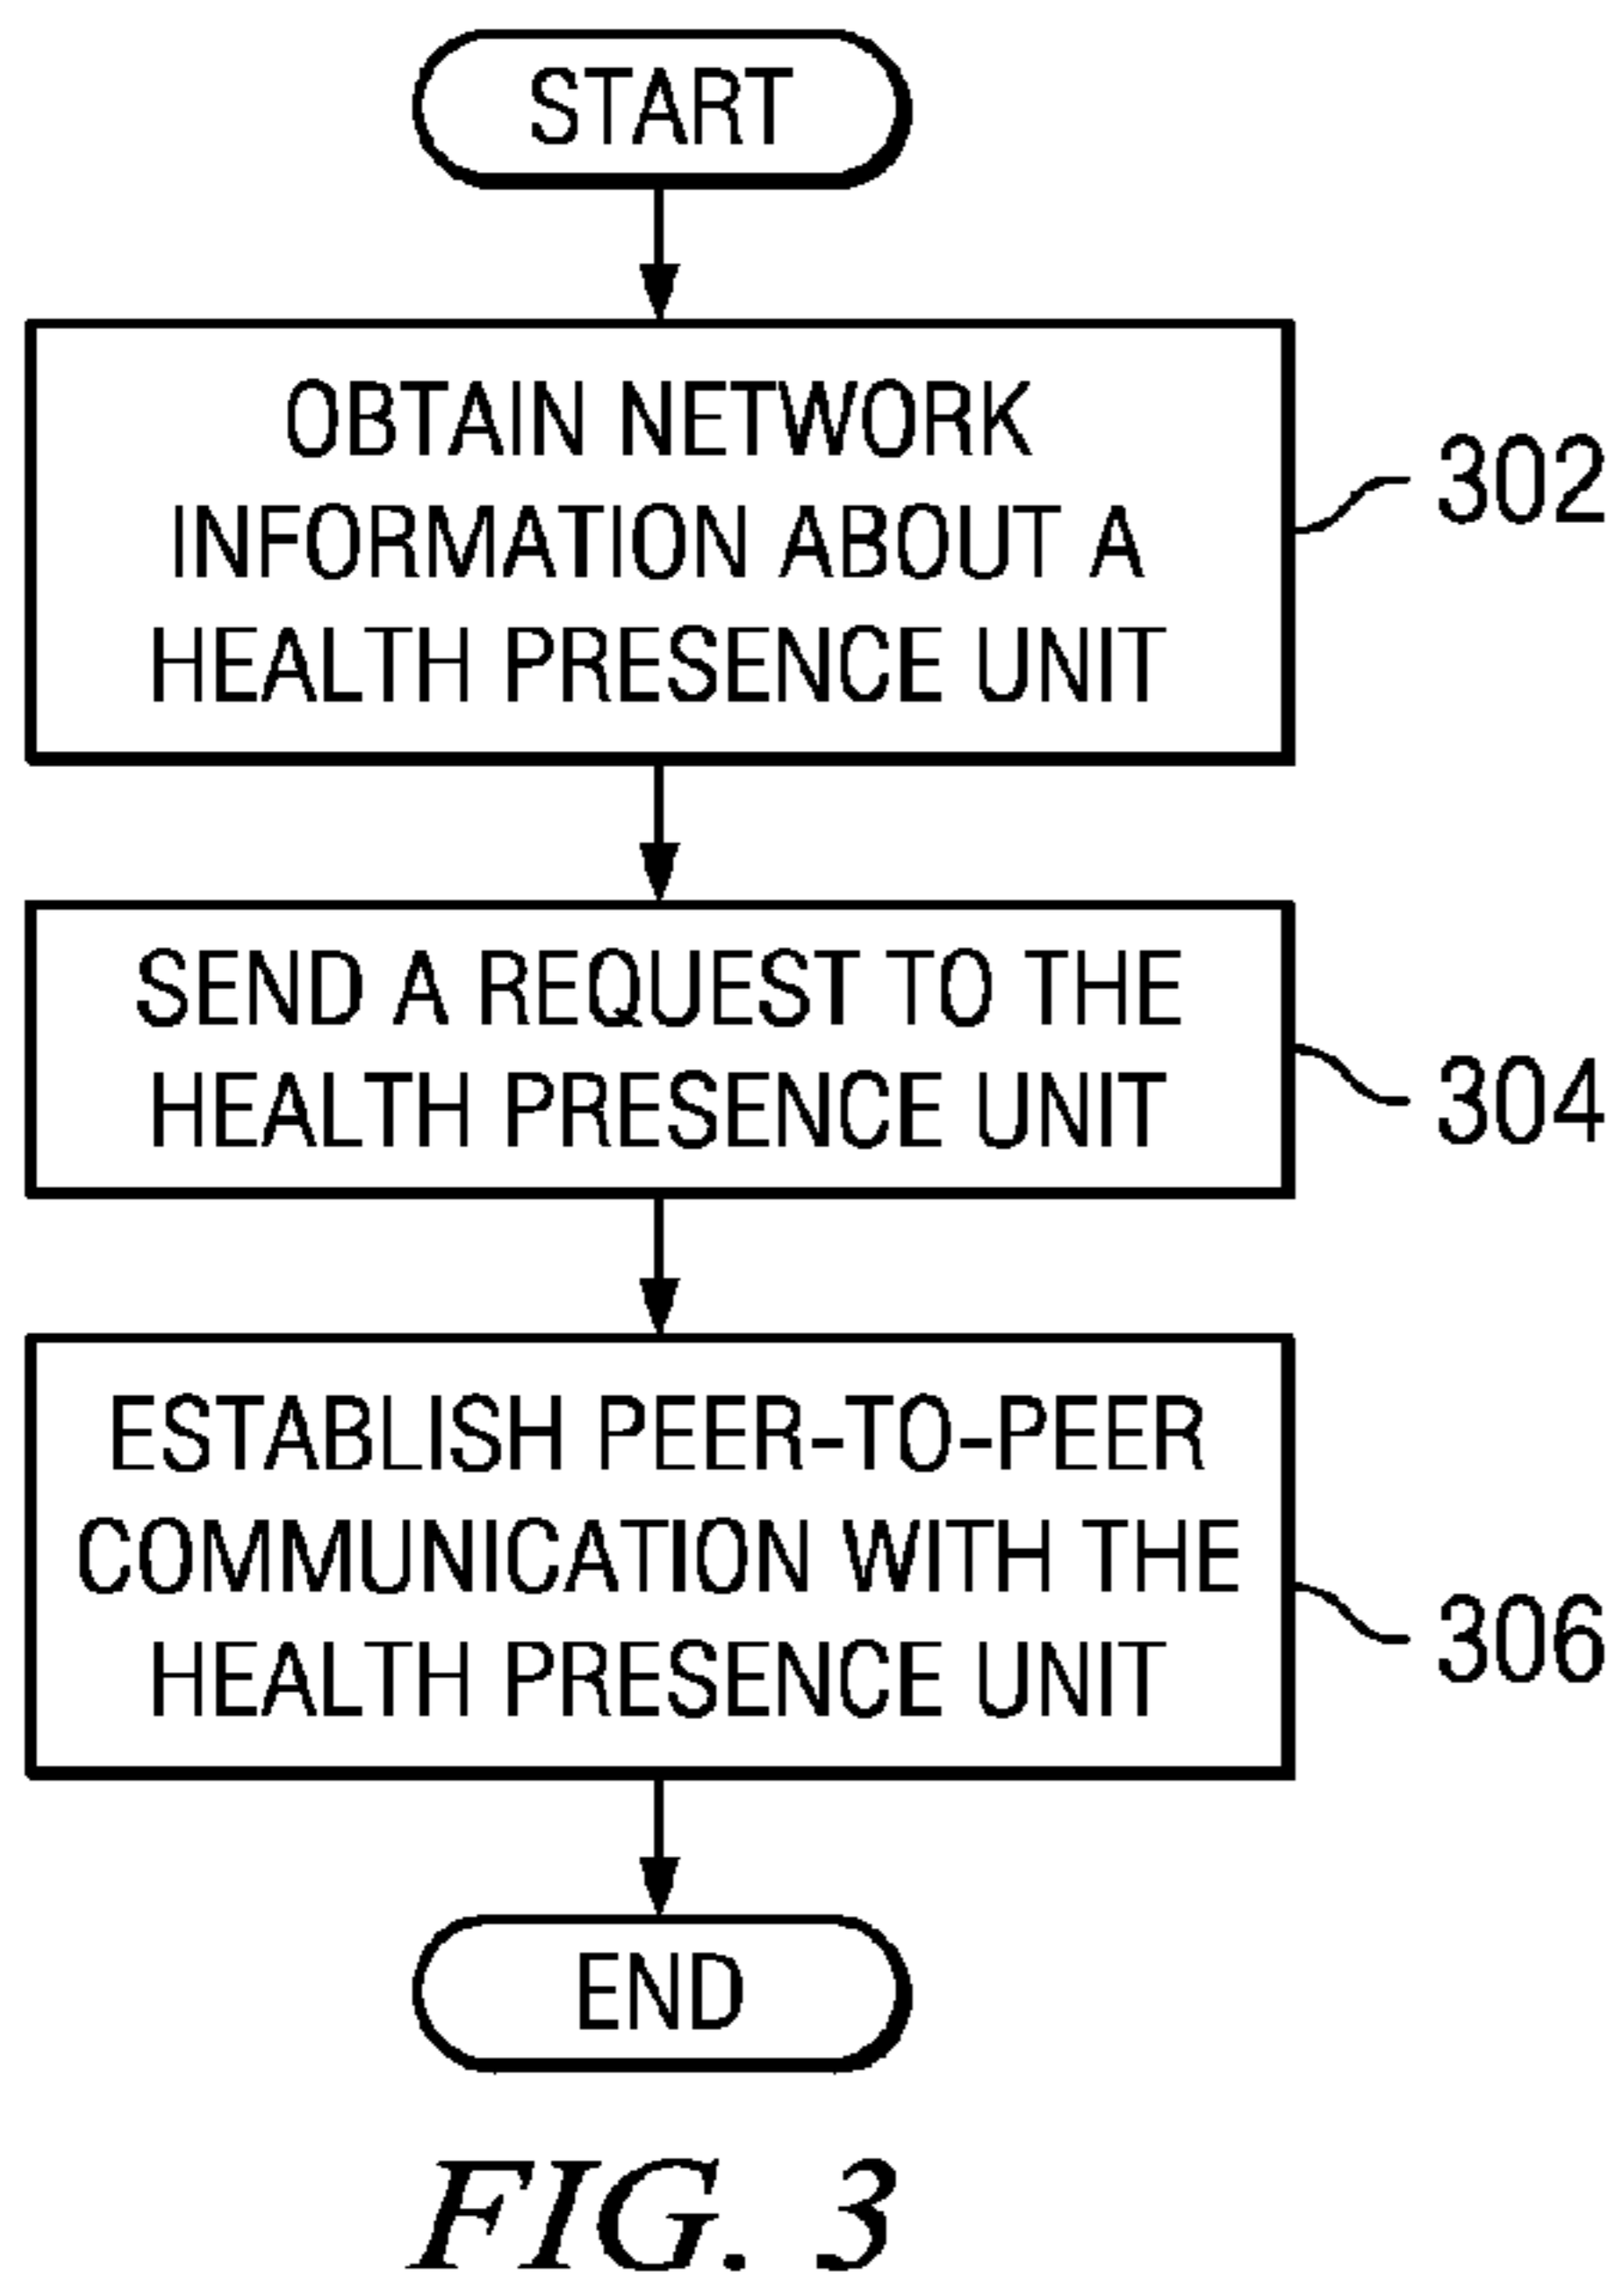 START
OBTAIN NETWORK
INFORMATION ABOUT A
HEALTH PRESENCE UNIT
302
SEND A REQUEST TO THE
HEALTH PRESENCE UNIT
304
ESTABLISH PEER-TO-PEER
COMMUNICATION WITH THE
HEALTH PRESENCE UNIT
306
END
FIG. 3